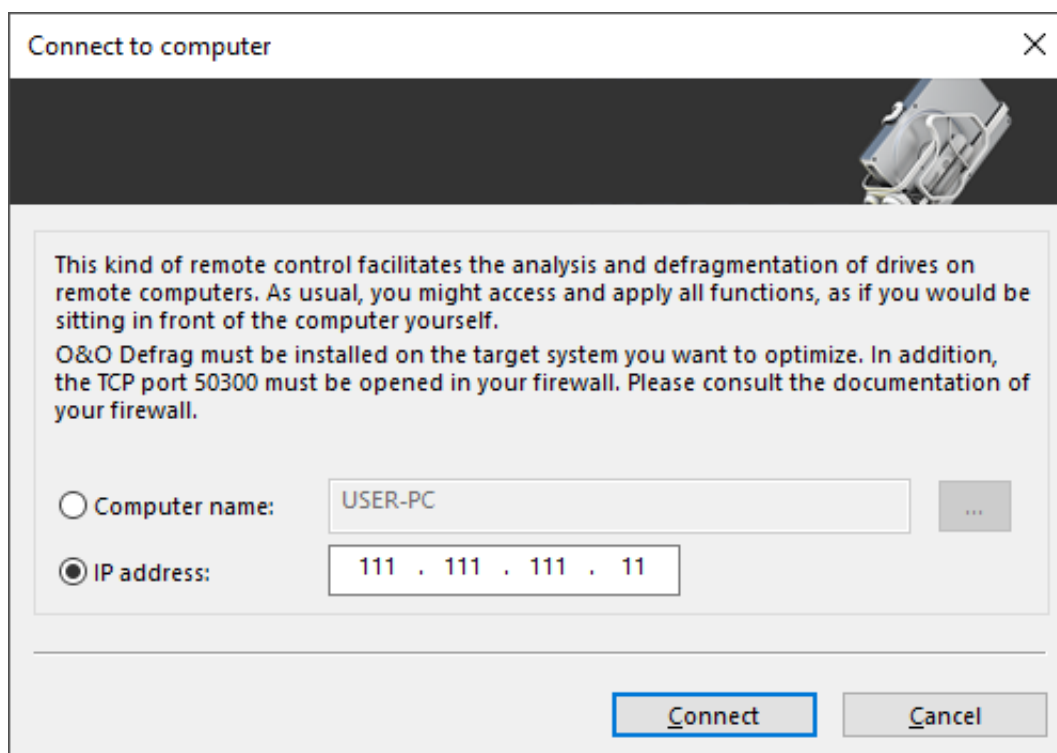 Connect to computer
This kind of remote control facilitates the analysis and defragmentation of drives on
remote computers. As usual, you might access and apply all functions, as if you would be
sitting in front of the computer yourself.
O&O Defrag must be installed on the target system you want to optimize. In addition,
the TCP port 50300 must be opened in your firewall. Please consult the documentation of
your firewall.
Computer name: USER-PC ...
IP address: 111 . 111 . 111 . 11
Connect Cancel